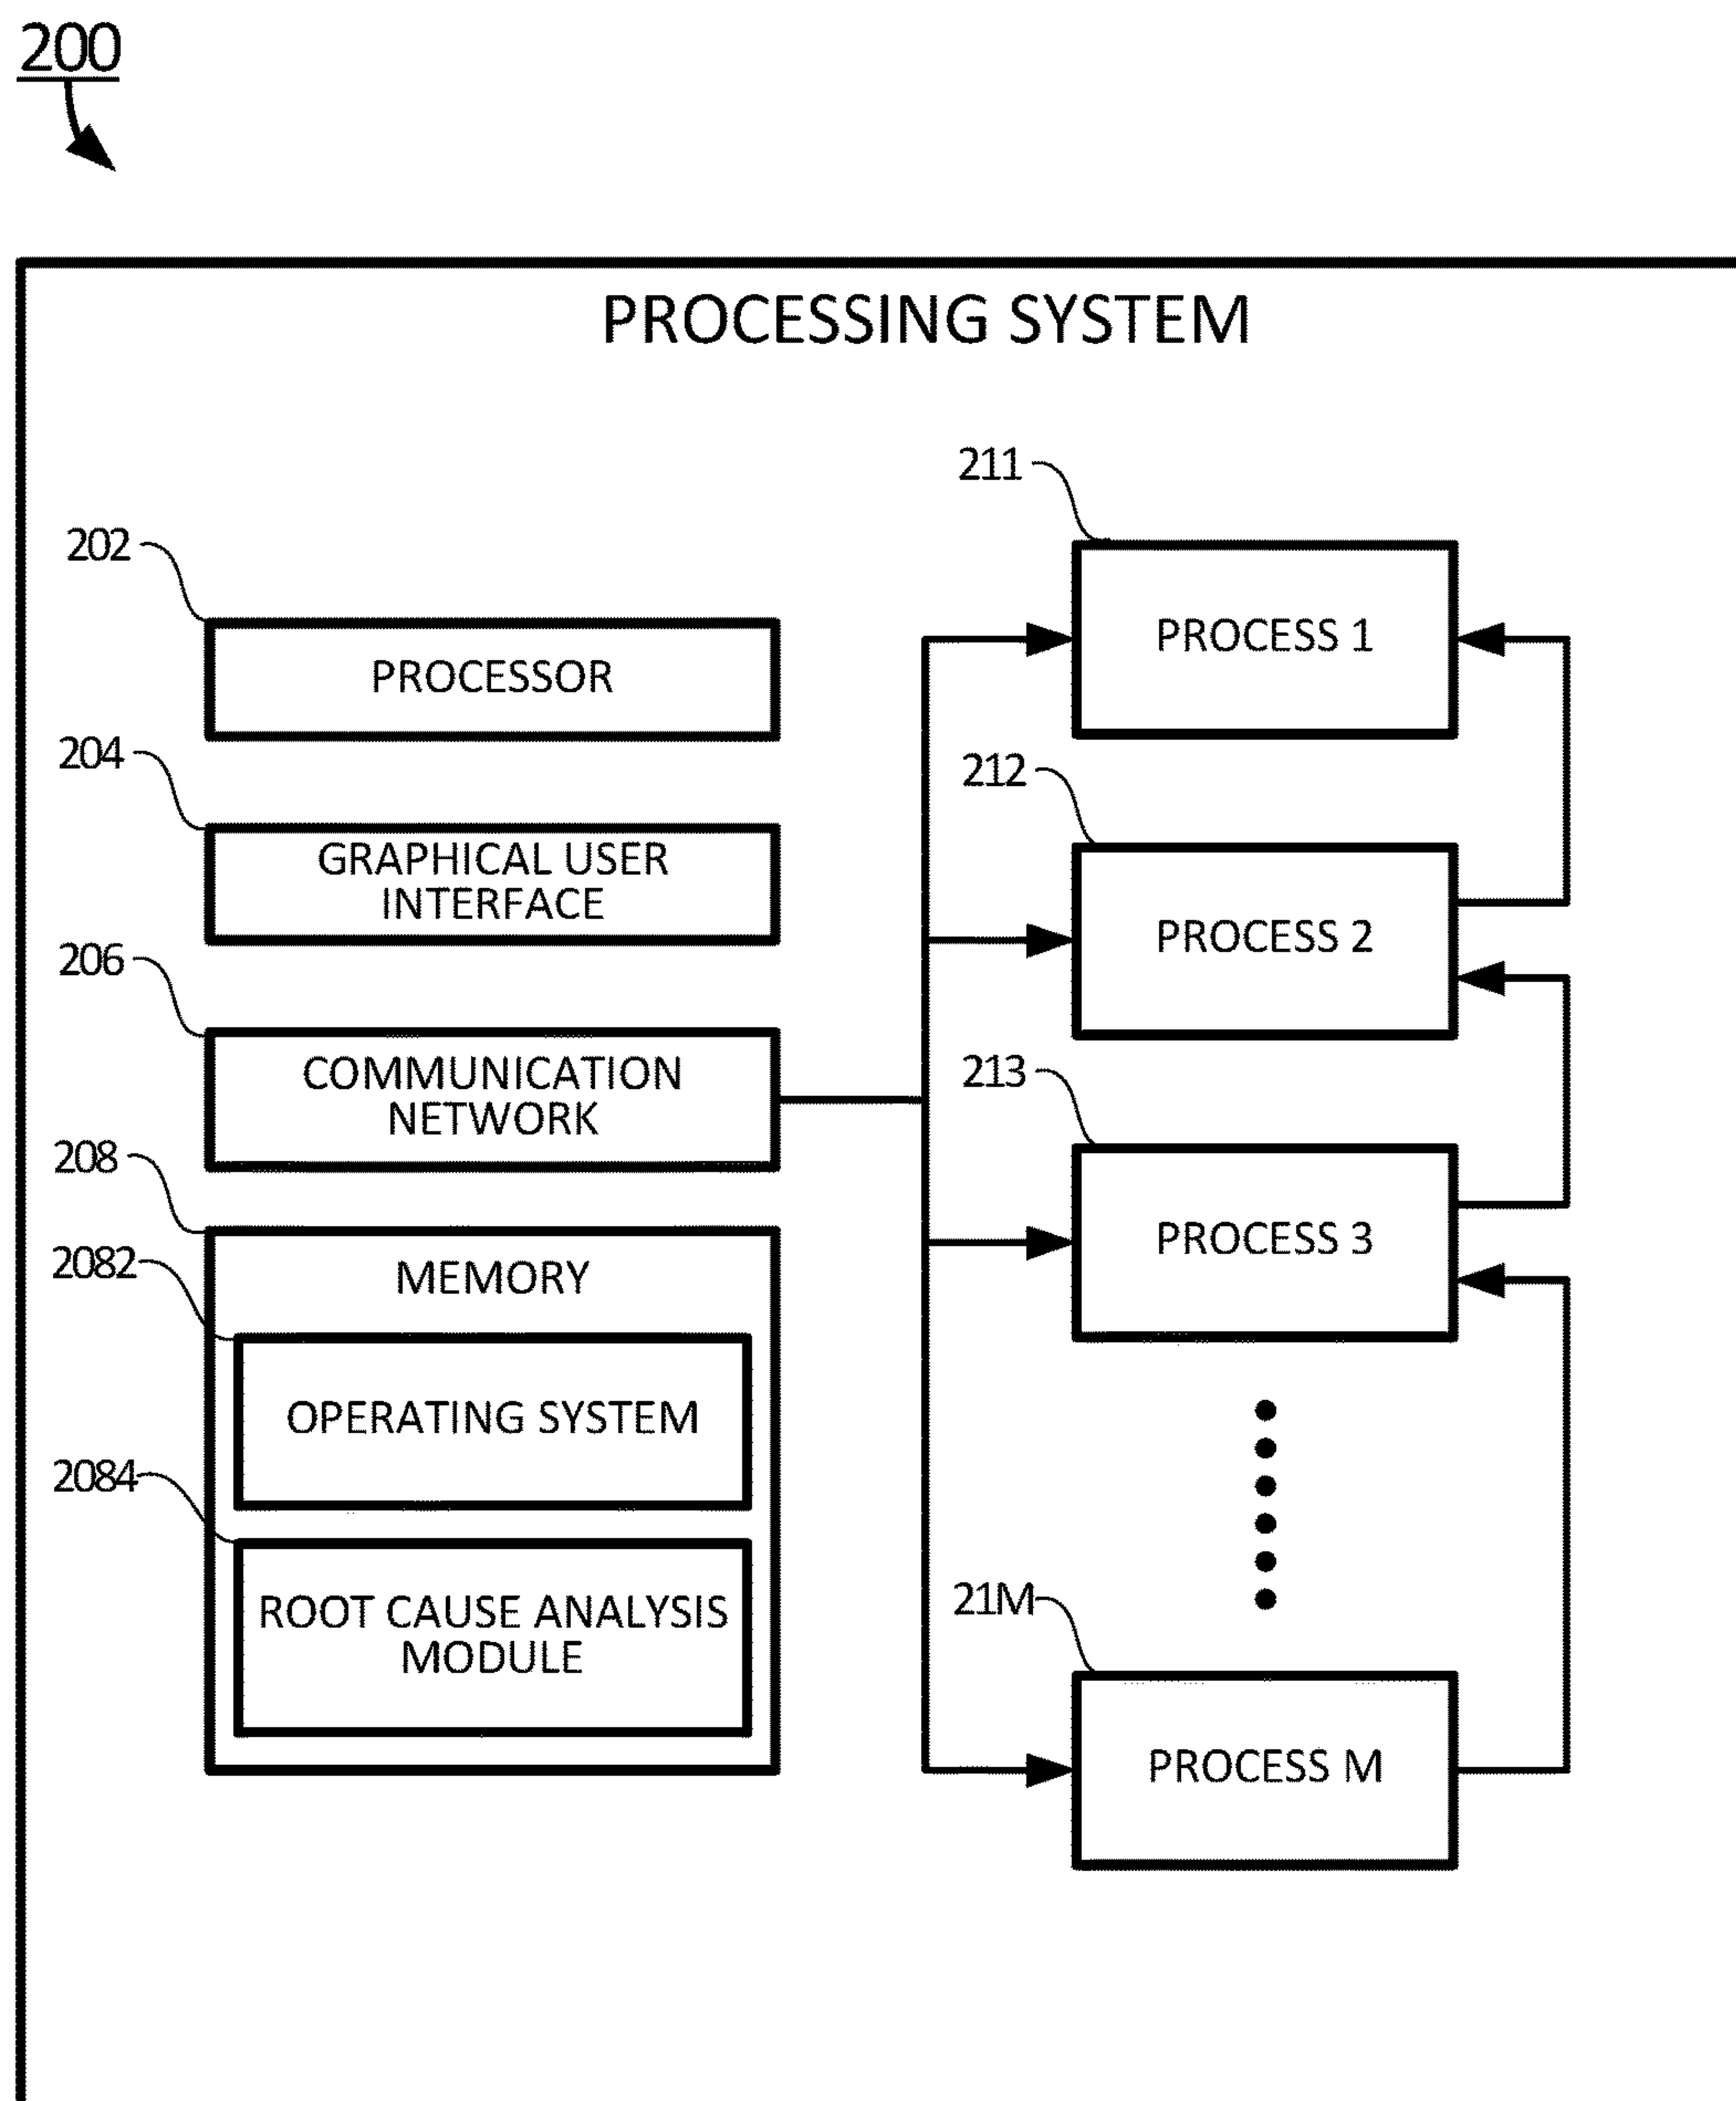 200
PROCESSING SYSTEM
211
202
PROCESS 1
PROCESSOR
204
212
GRAPHICAL USER
INTERFACE
PROCESS 2
206
213
COMMUNICATION
NETWORK
208
PROCESS 3
2082
MEMORY
OPERATING SYSTEM
2084
21M
ROOT CAUSE ANALYSIS
MODULE
PROCESS M